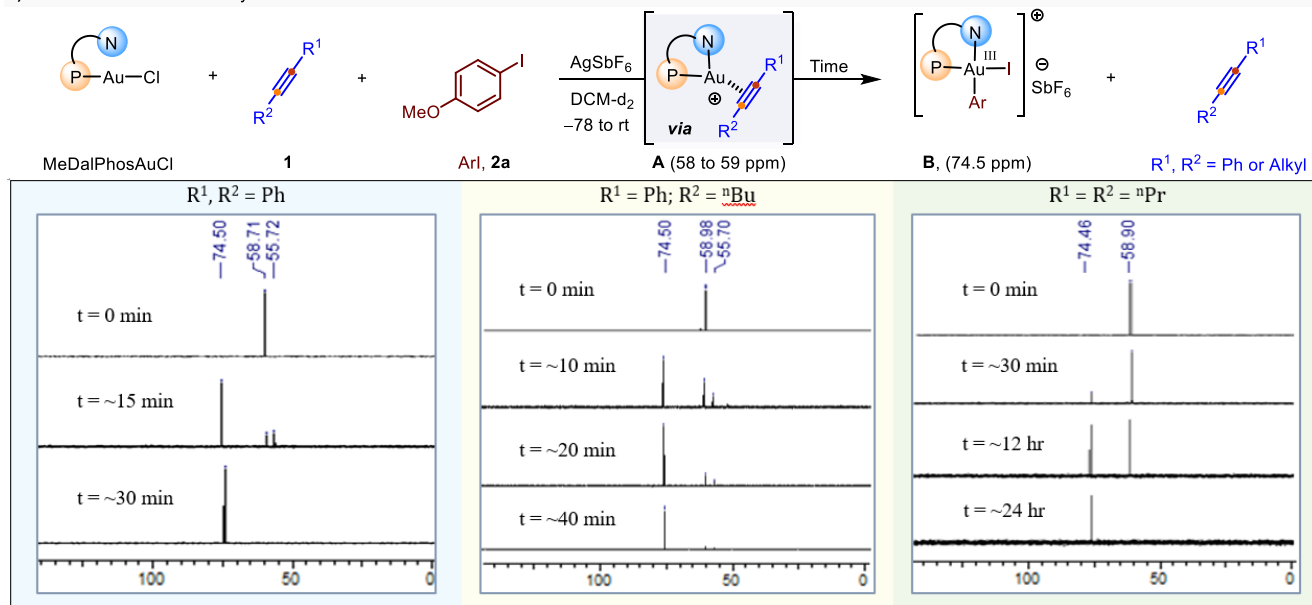 N
P
Au
Cl
+
R¹
R²
+
I
MeO
AgSbF₆
DCM-d₂
–78 to rt
N
P
Au
⊕
R¹
R²
via
Time
N
P
Au
III
I
Ar
⊕
⊖
SbF₆
+
R¹
R²
MeDalPhosAuCl
1
ArI, 2a
A (58 to 59 ppm)
B, (74.5 ppm)
R¹, R² = Ph or Alkyl
R¹, R² = Ph
74.50
58.71
55.72
t = 0 min
t = ~15 min
t = ~30 min
100 50 0
R¹ = Ph; R² = ⁿBu
74.50
58.98
55.70
t = 0 min
t = ~10 min
t = ~20 min
t = ~40 min
100 50 0
R¹ = R² = ⁿPr
74.46
58.90
t = 0 min
t = ~30 min
t = ~12 hr
t = ~24 hr
100 50 0